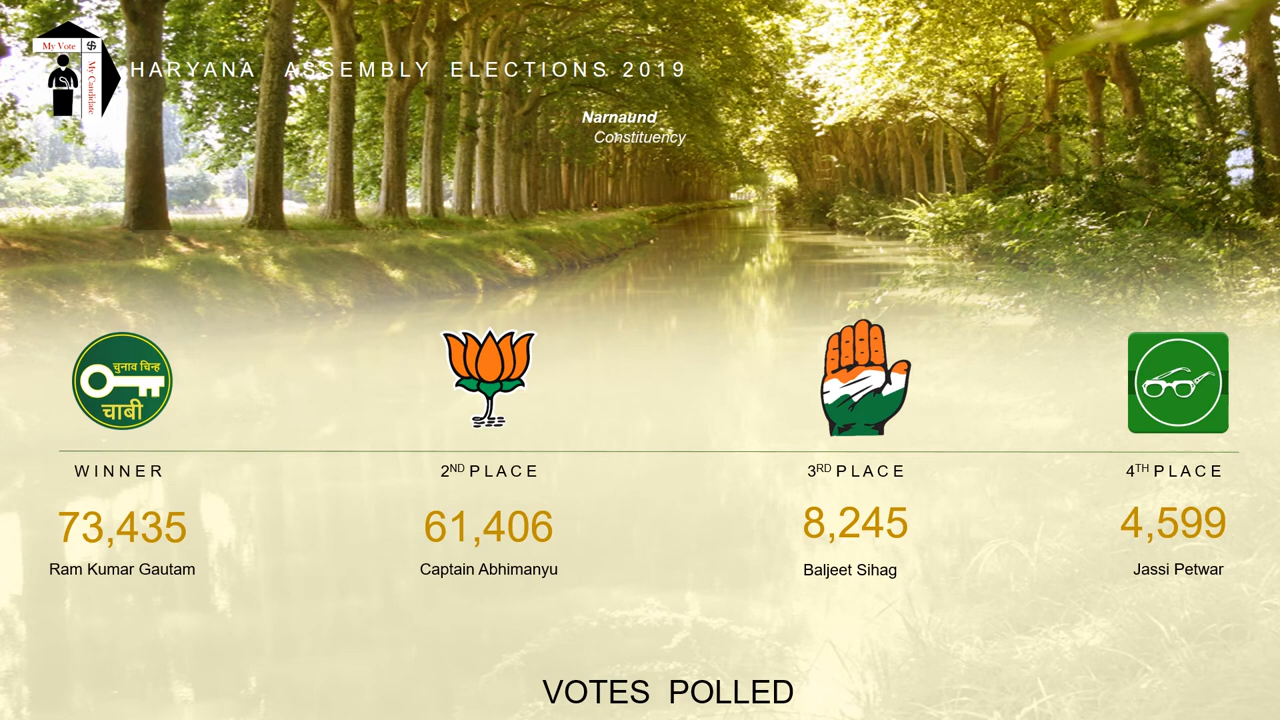 My Vote
My Candidate
HARYANA ASSEMBLY ELECTIONS 2019
Narnaund
Constituency
चुनाव चिन्ह
चाबी
WINNER
2ND PLACE
3RD PLACE
4TH PLACE
73,435
61,406
8,245
4,599
Ram Kumar Gautam
Captain Abhimanyu
Baljeet Sihag
Jassi Petwar
VOTES POLLED